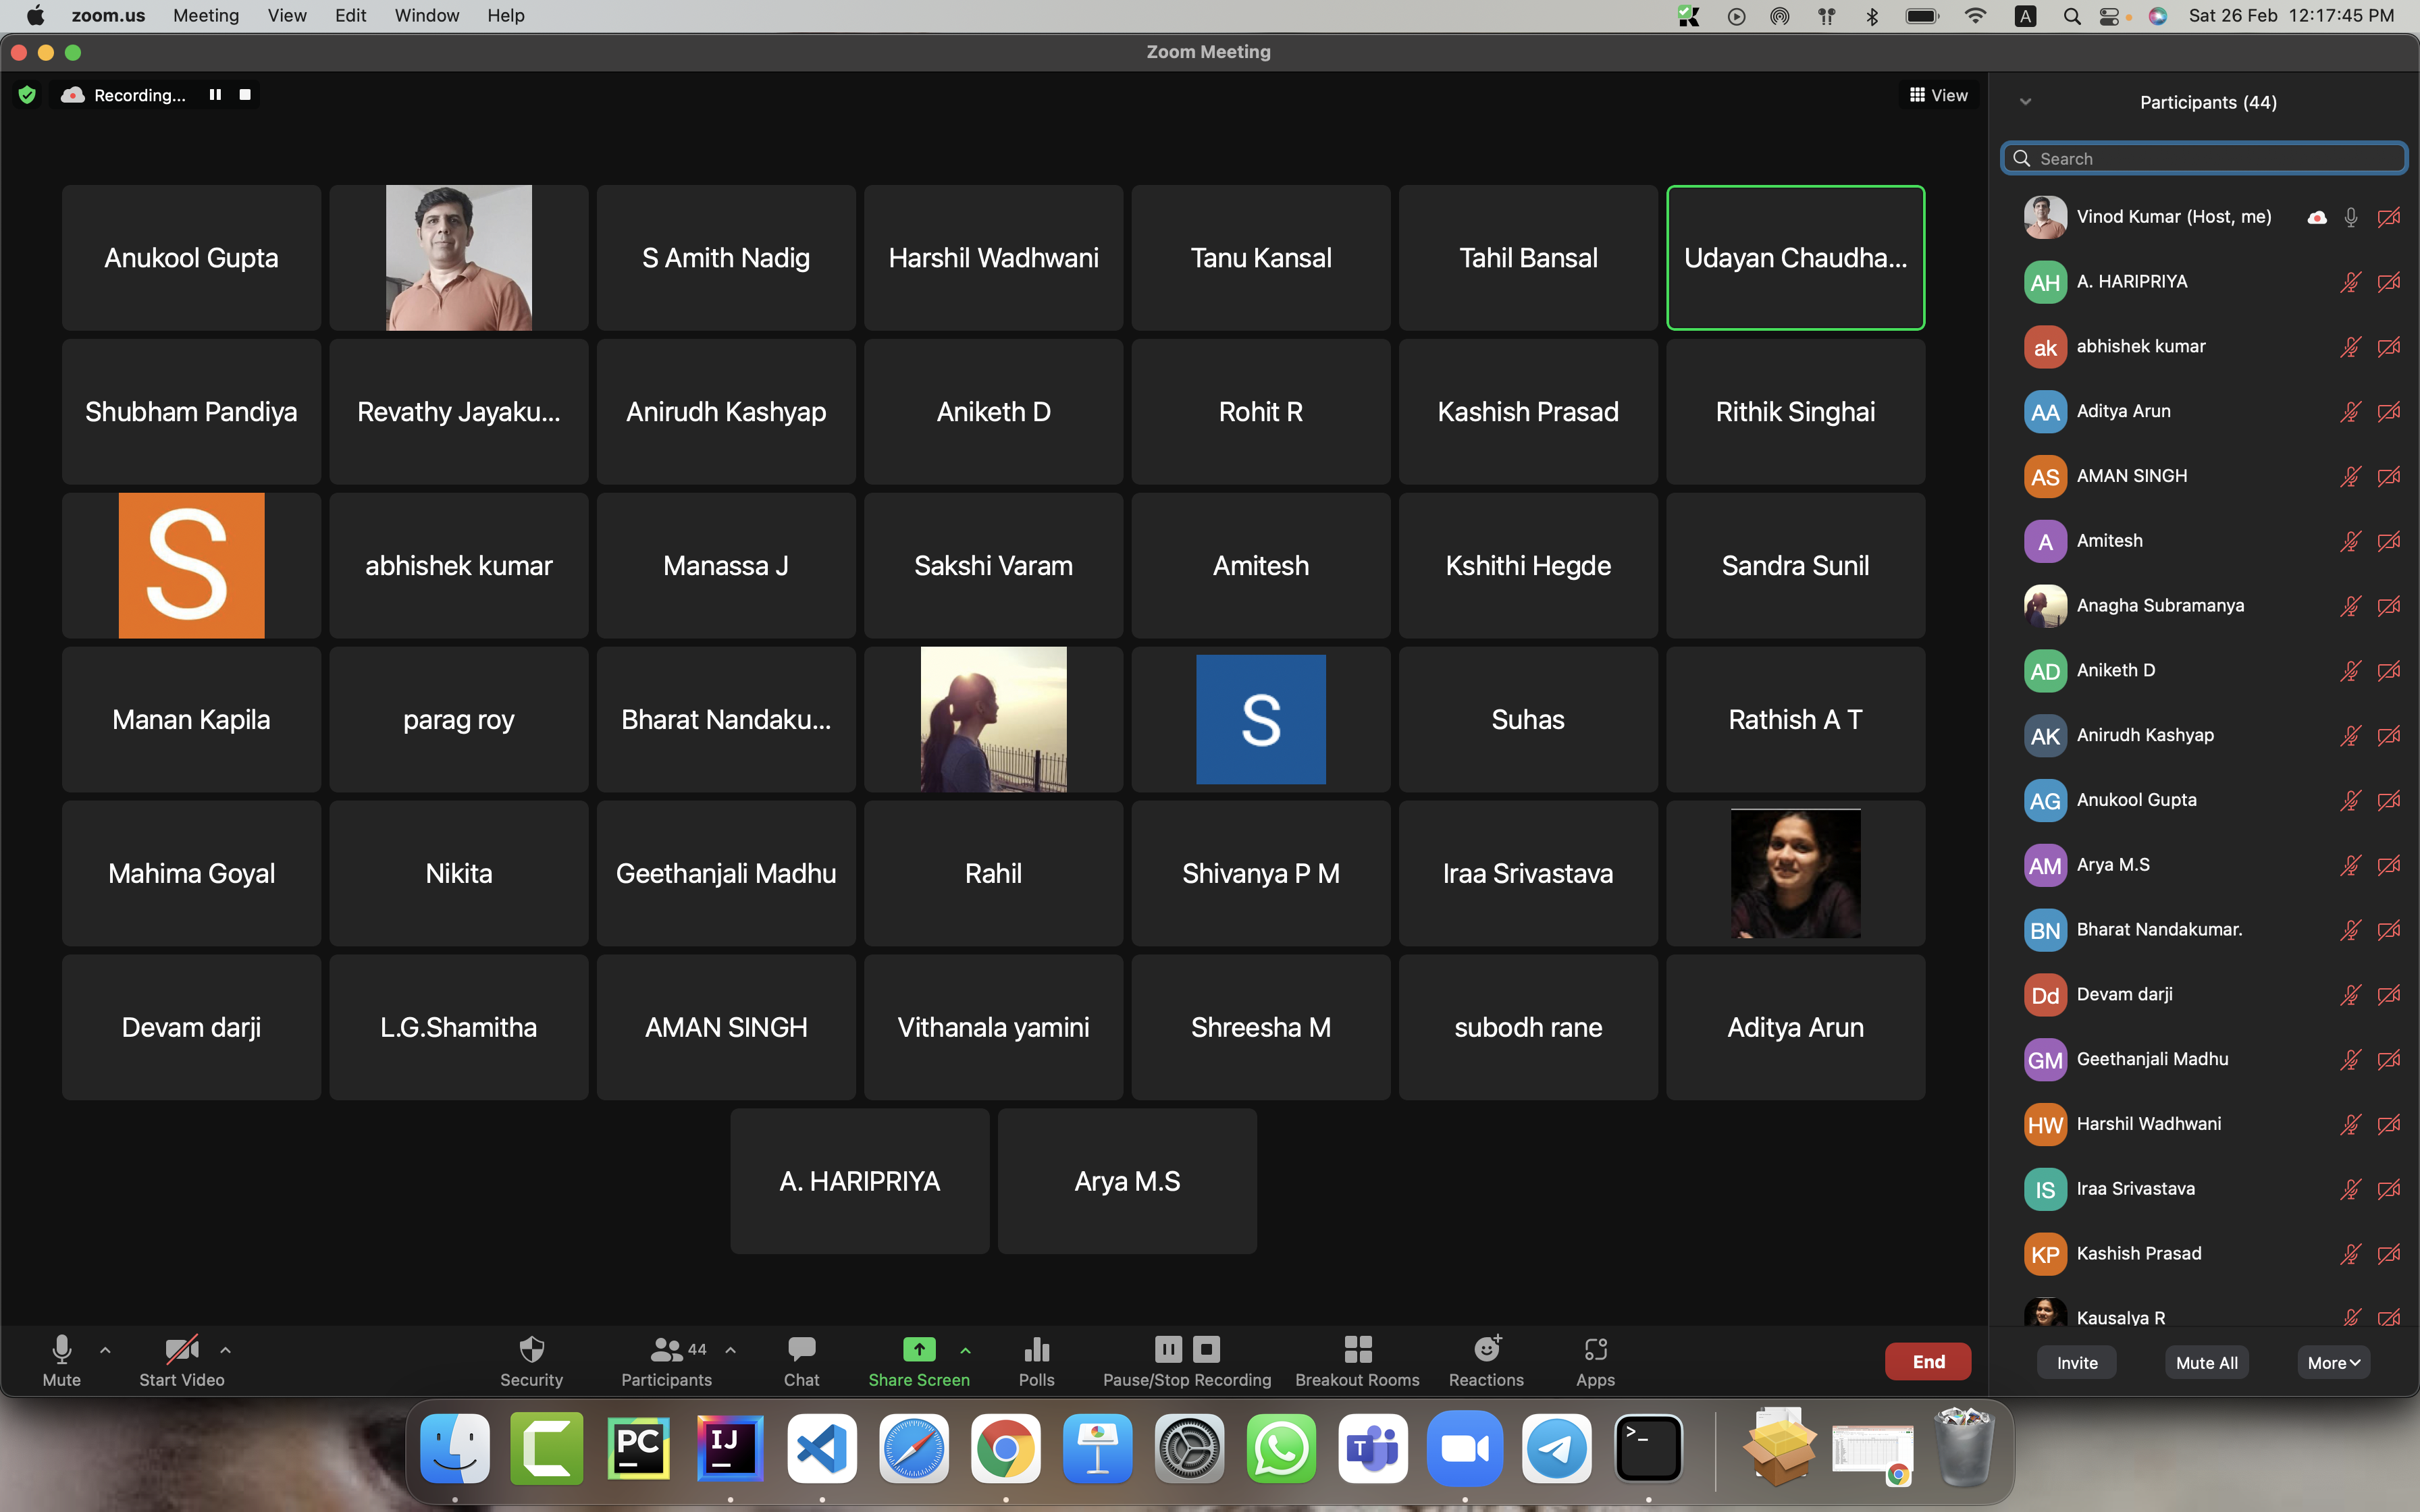 zoom.us Meeting View Edit Window Help
A
Sat 26 Feb 12:17:45 PM
Zoom Meeting
Recording...
View
Anukool Gupta
S Amith Nadig
Harshil Wadhwani
Tanu Kansal
Tahil Bansal
Udayan Chaudha...
Shubham Pandiya
Revathy Jayaku...
Anirudh Kashyap
Aniketh D
Rohit R
Kashish Prasad
Rithik Singhai
S
abhishek kumar
Manassa J
Sakshi Varam
Amitesh
Kshithi Hegde
Sandra Sunil
Manan Kapila
parag roy
Bharat Nandaku...
S
Suhas
Rathish A T
Mahima Goyal
Nikita
Geethanjali Madhu
Rahil
Shivanya P M
Iraa Srivastava
Devam darji
L.G.Shamitha
AMAN SINGH
Vithanala yamini
Shreesha M
subodh rane
Aditya Arun
A. HARIPRIYA
Arya M.S
Participants (44)
Search
Vinod Kumar (Host, me)
AH A. HARIPRIYA
ak abhishek kumar
AA Aditya Arun
AS AMAN SINGH
A Amitesh
Anagha Subramanya
AD Aniketh D
AK Anirudh Kashyap
AG Anukool Gupta
AM Arya M.S
BN Bharat Nandakumar.
Dd Devam darji
GM Geethanjali Madhu
HW Harshil Wadhwani
IS Iraa Srivastava
KP Kashish Prasad
Kausalya R
Mute
Start Video
Security
44
Participants
Chat
Share Screen
Polls
Pause/Stop Recording
Breakout Rooms
Reactions
Apps
End
Invite
Mute All
More
C
PC
IJ
T
>_